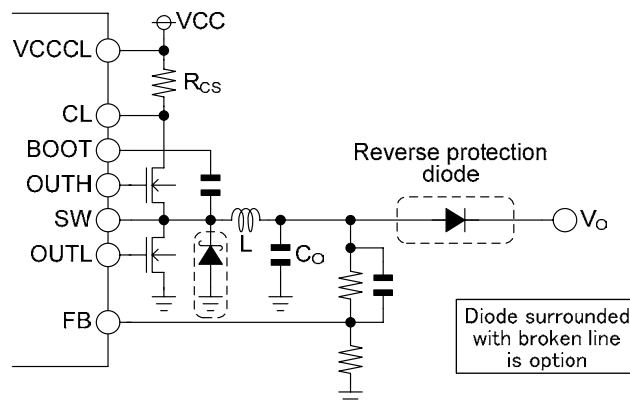 VCC
VCCCL
RCS
CL
BOOT
Reverse protection
diode
OUTH
SW
VO
L
CO
OUTL
FB
Diode surrounded
with broken line
is option